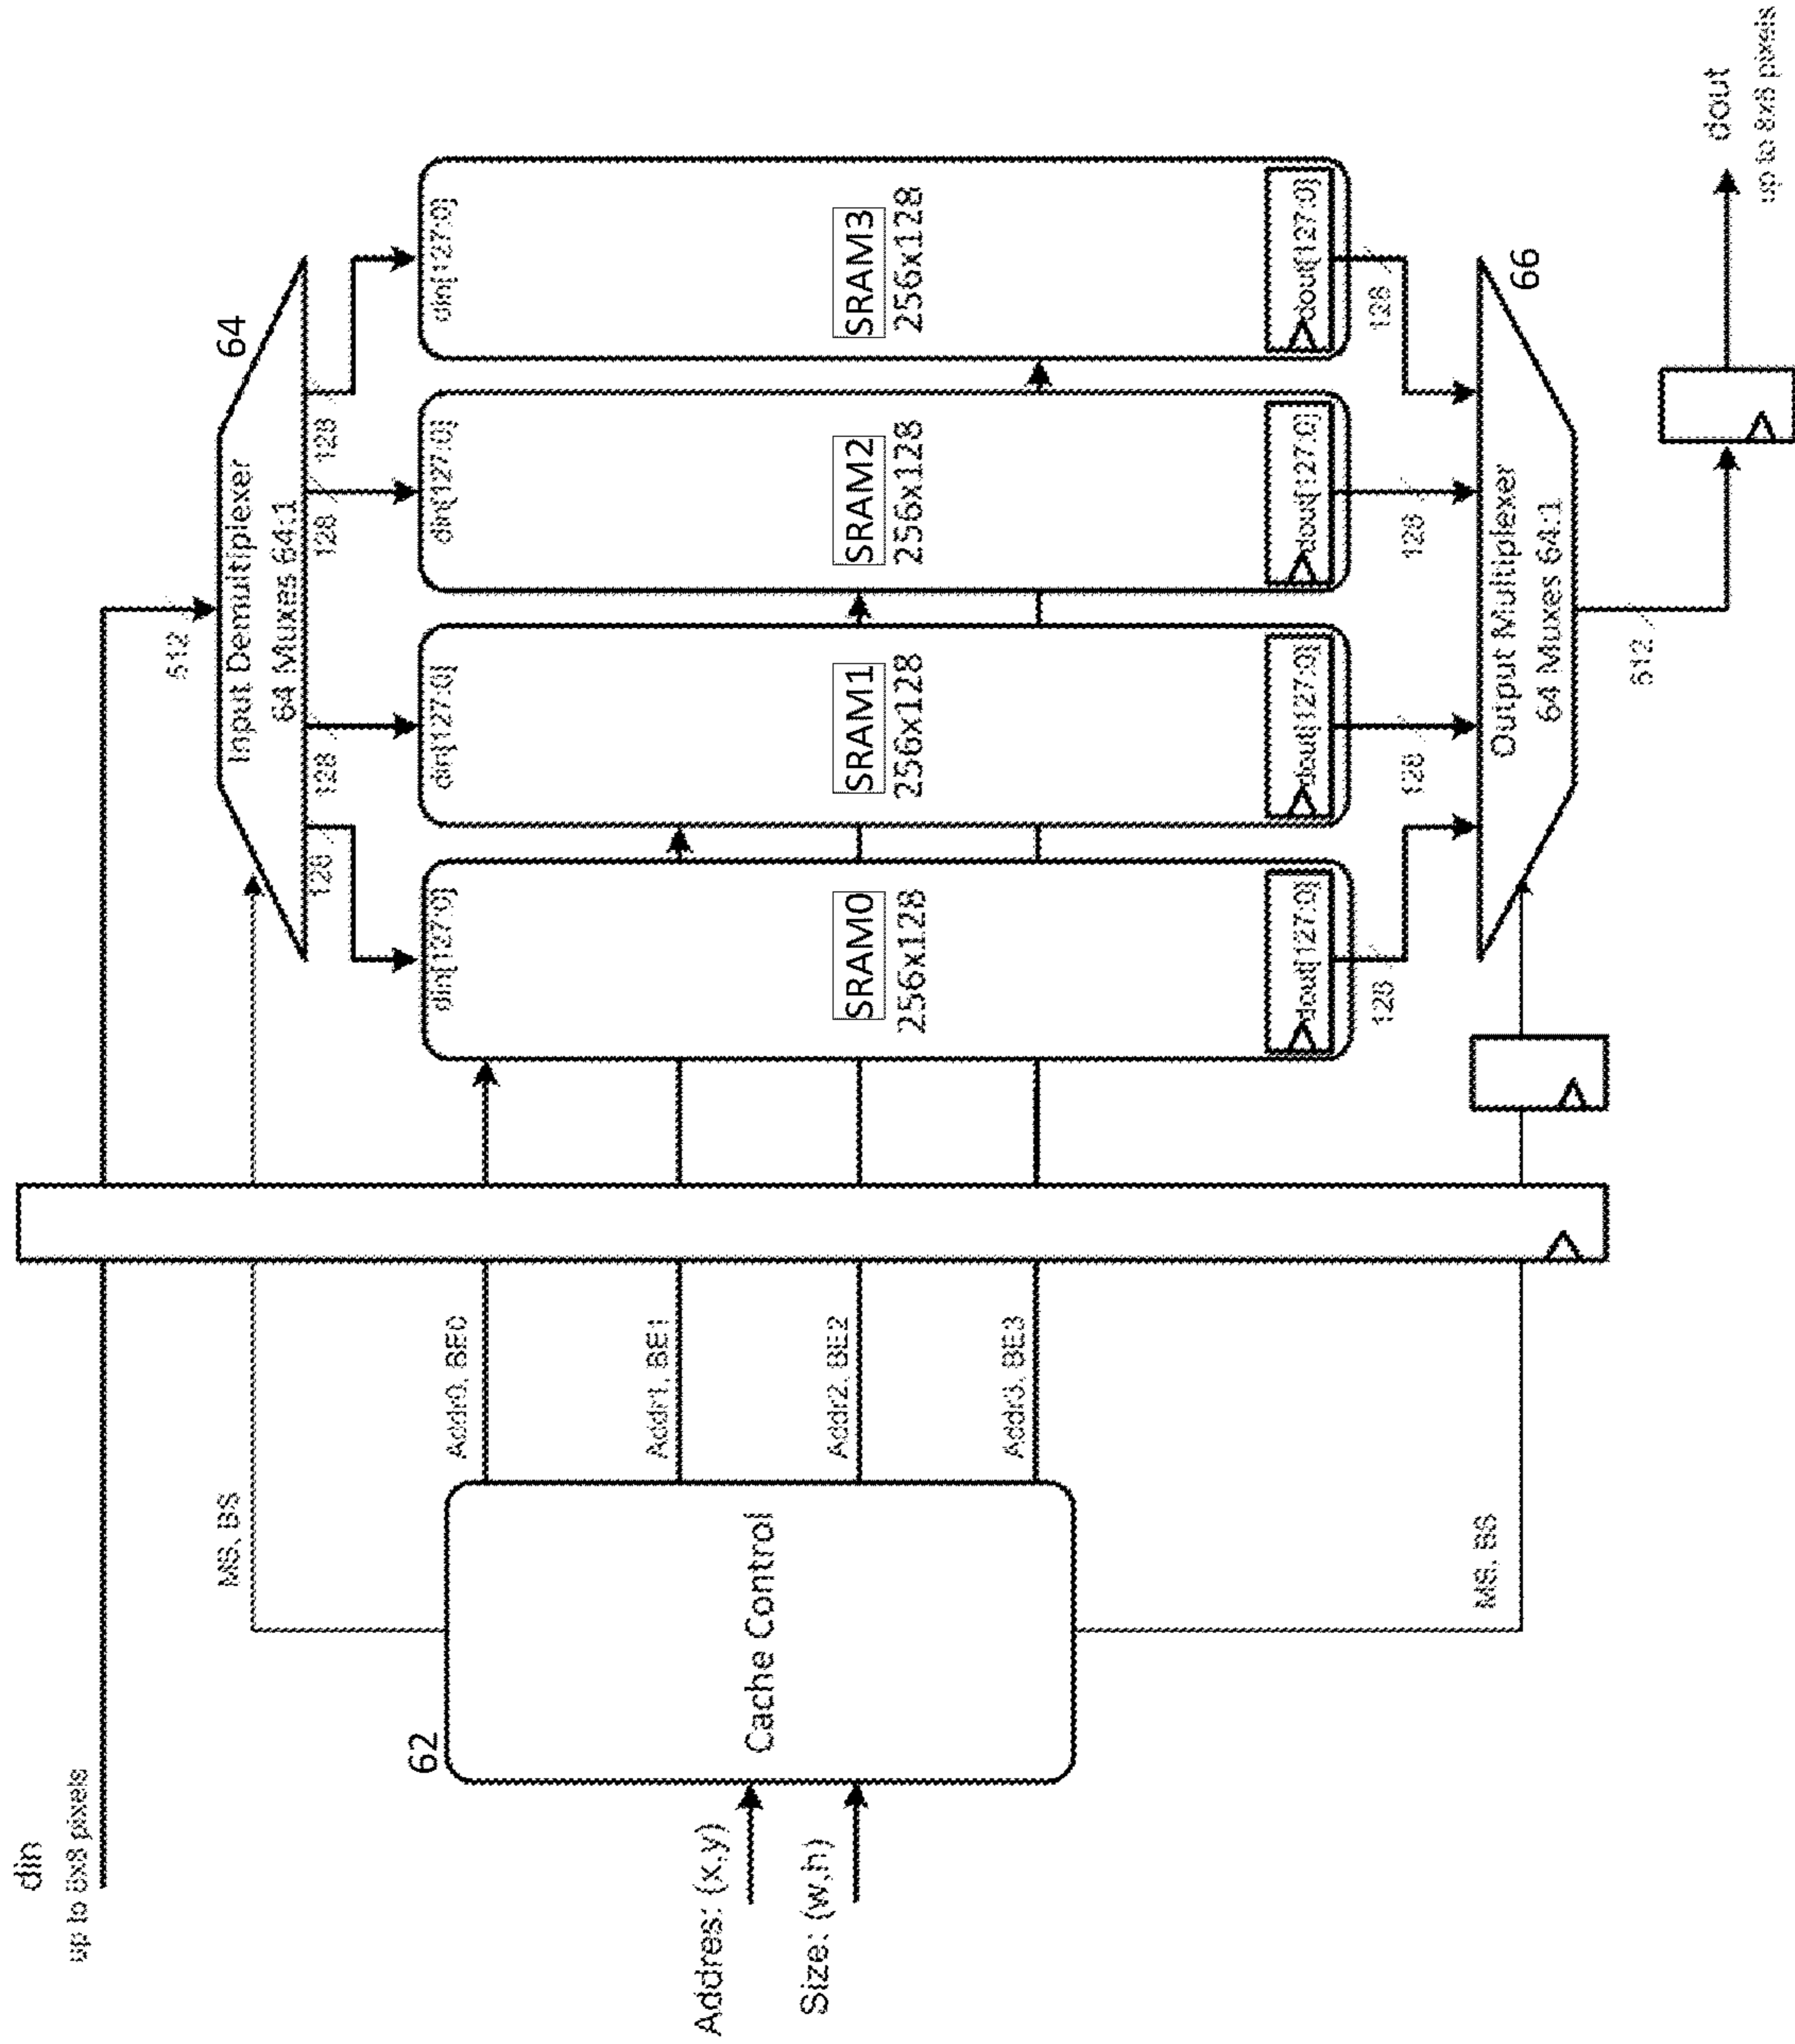 din
up to 8x8 pixels
512
64
Input Demultiplexer
64 Muxes 64:1
MS, BS
128
128
128
128
62
Cache Control
Addres: (x,y)
Size: (w,h)
Addr0, BE0
Addr1, BE1
Addr2, BE2
Addr3, BE3
din[127:0]
SRAM0
256x128
dout[127:0]
din[127:0]
SRAM1
256x128
dout[127:0]
din[127:0]
SRAM2
256x128
dout[127:0]
din[127:0]
SRAM3
256x128
dout[127:0]
128
128
128
128
MS, BS
Output Multiplexer
64 Muxes 64:1
66
512
dout
up to 8x8 pixels